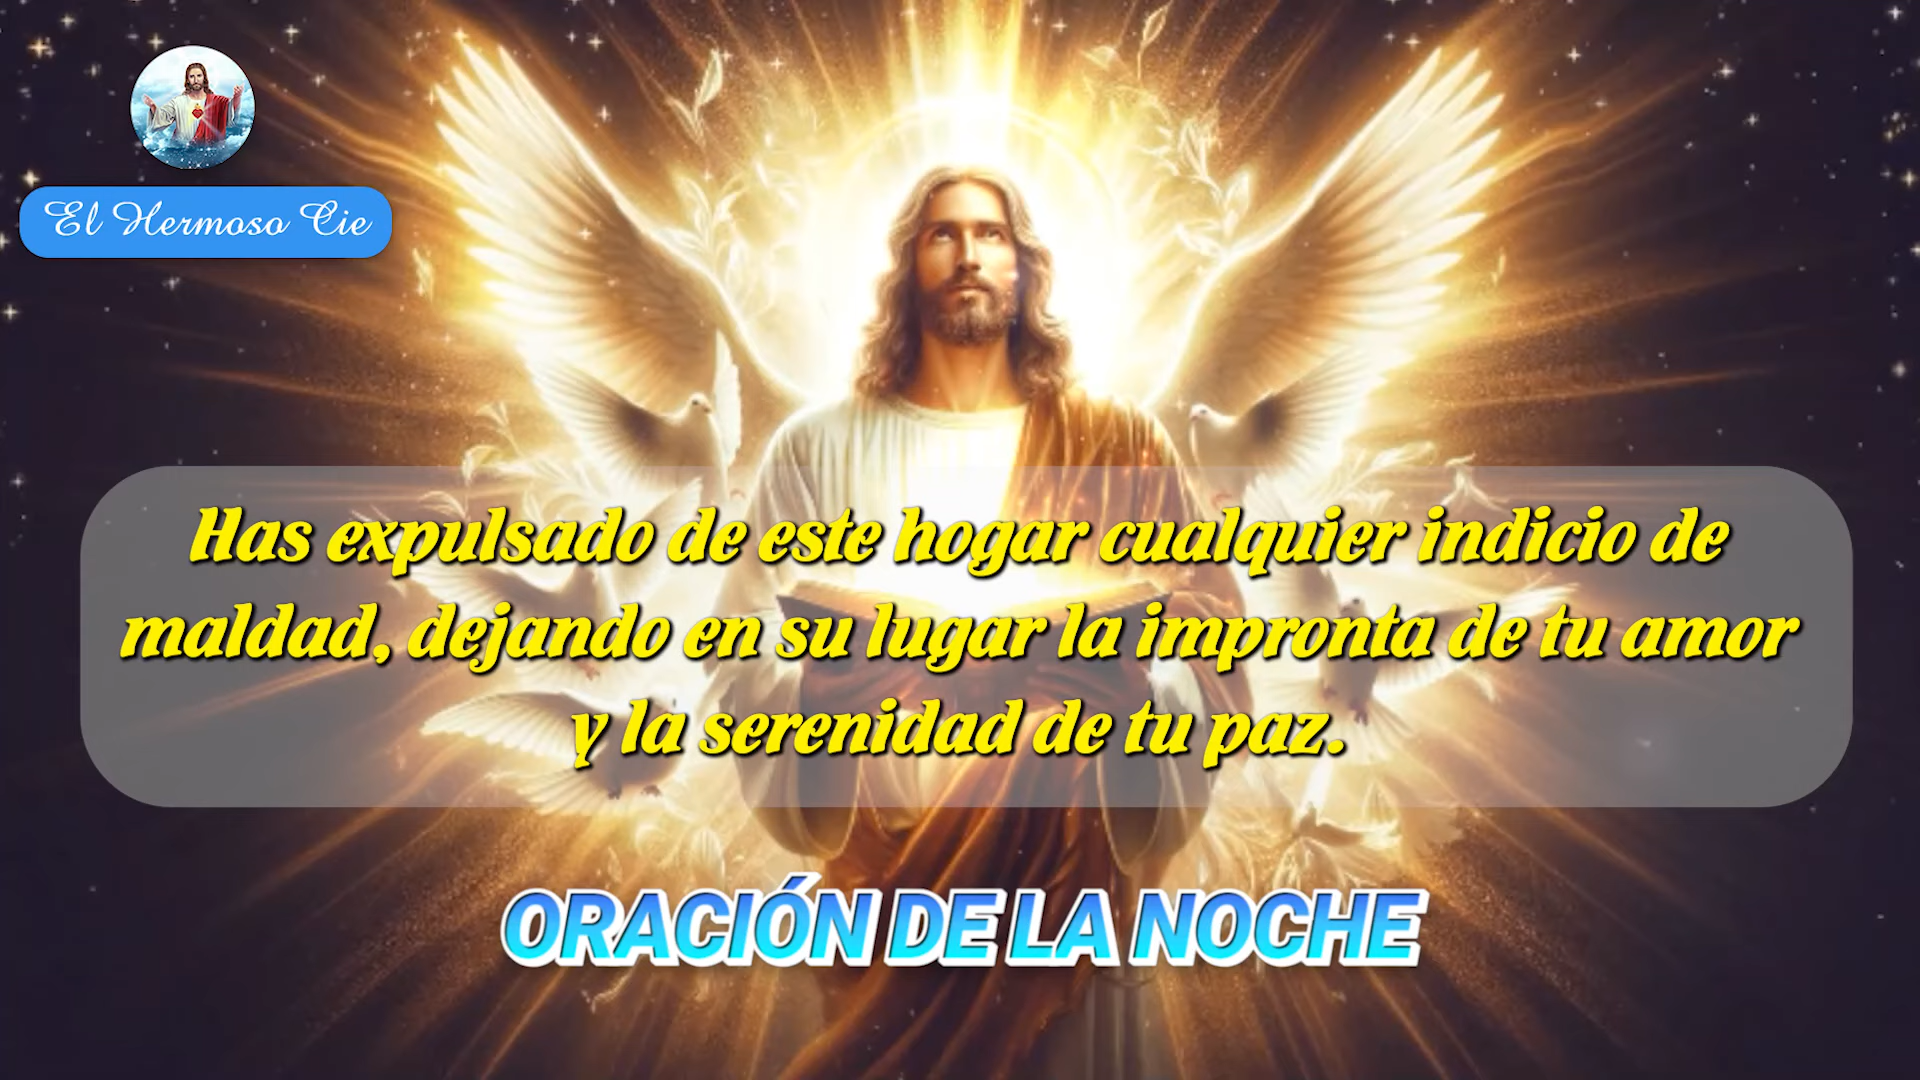 El Hermoso Cie
Has expulsado de este hogar cualquier indicio de
maldad, dejando en su lugar la impronta de tu amor
y la serenidad de tu paz.
ORACIÓN DE LA NOCHE